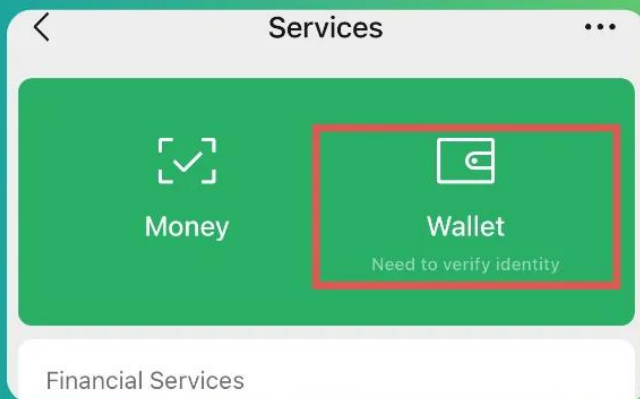 Services
Money
Wallet
Need to verify identity
Financial Services